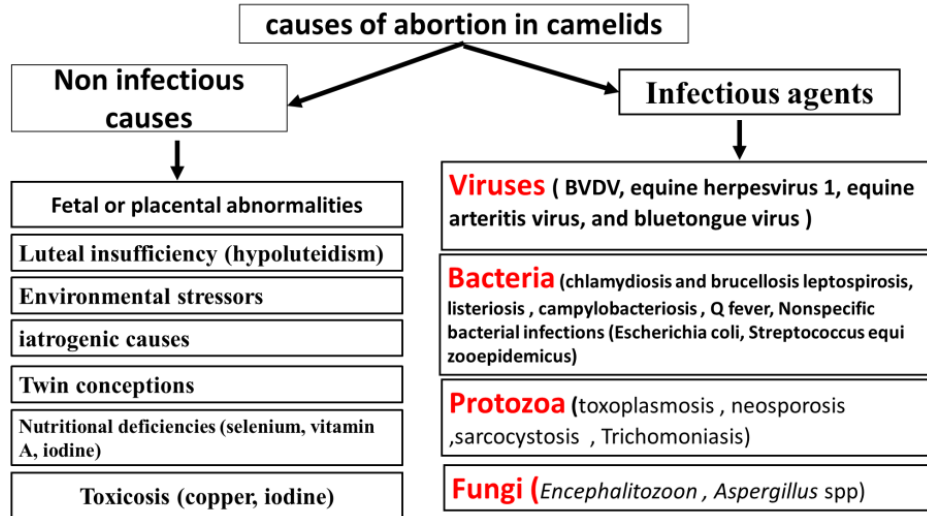 causes of abortion in camelids
Non infectious
causes
Fetal or placental abnormalities
Luteal insufficiency (hypoluteidism)
Environmental stressors
iatrogenic causes
Twin conceptions
Nutritional deficiencies (selenium, vitamin
A, iodine)
Toxicosis (copper, iodine)
Infectious agents
Viruses ( BVDV, equine herpesvirus 1, equine
arteritis virus, and bluetongue virus )
Bacteria (chlamydiosis and brucellosis leptospirosis,
listeriosis , campylobacteriosis , Q fever, Nonspecific
bacterial infections (Escherichia coli, Streptococcus equi
zooepidemicus)
Protozoa (toxoplasmosis , neosporosis
,sarcocystosis , Trichomoniasis)
Fungi (Encephalitozoon , Aspergillus spp)